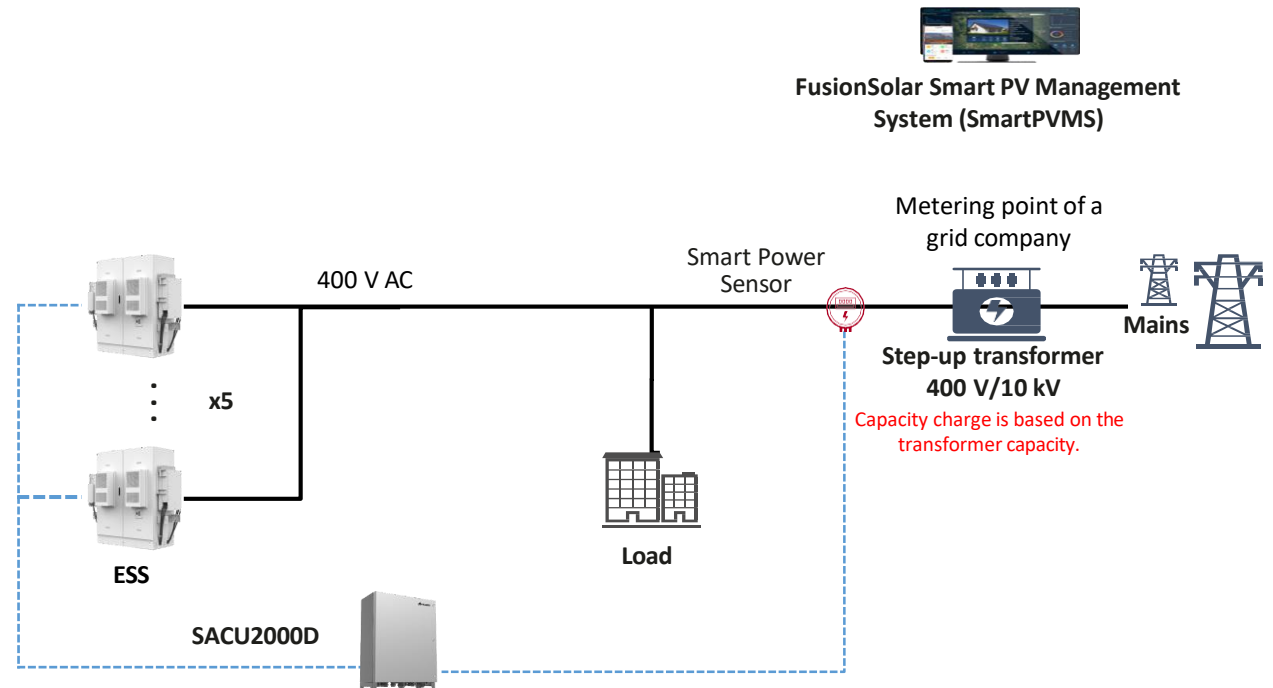 FusionSolar Smart PV Management
System (SmartPVMS)
Metering point of a
grid company
Smart Power
Sensor
400 V AC
Mains
Step-up transformer
400 V/10 kV
Capacity charge is based on the
transformer capacity.
x5
Load
ESS
SACU2000D